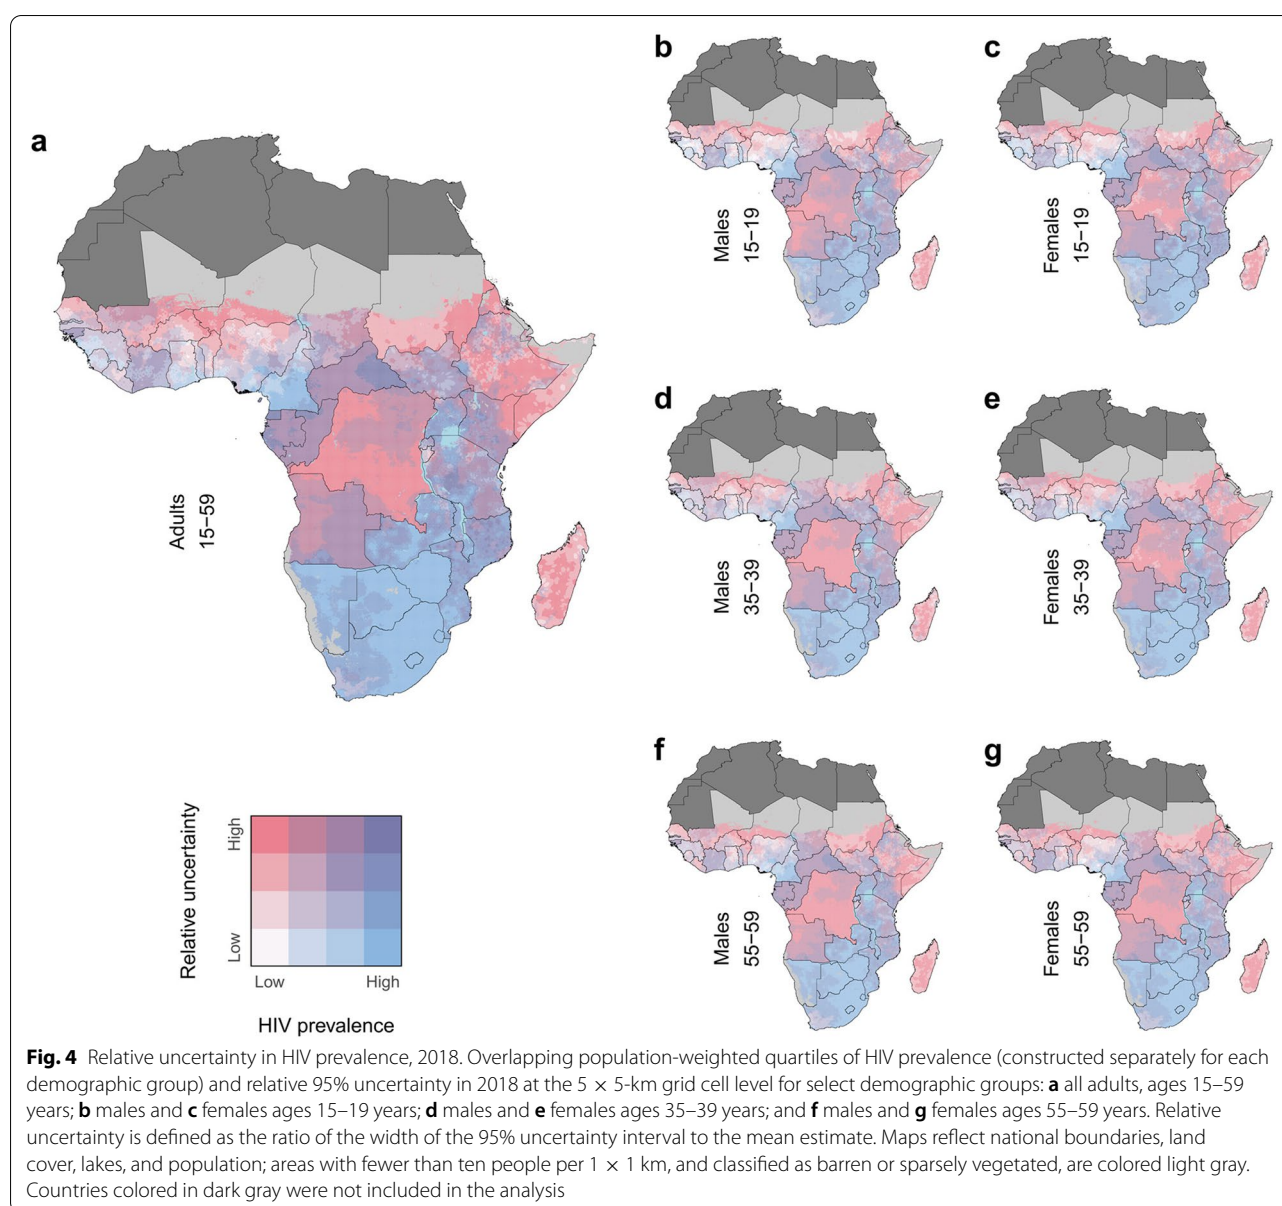 a
Adults
15–59
b
Males
15–19
c
Females
15–19
d
Males
35–39
e
Females
35–39
f
Males
55–59
g
Females
55–59
Relative uncertainty
High
Low
Low High
HIV prevalence
Fig. 4 Relative uncertainty in HIV prevalence, 2018. Overlapping population-weighted quartiles of HIV prevalence (constructed separately for each
demographic group) and relative 95% uncertainty in 2018 at the 5 × 5-km grid cell level for select demographic groups: a all adults, ages 15–59
years; b males and c females ages 15–19 years; d males and e females ages 35–39 years; and f males and g females ages 55–59 years. Relative
uncertainty is defined as the ratio of the width of the 95% uncertainty interval to the mean estimate. Maps reflect national boundaries, land
cover, lakes, and population; areas with fewer than ten people per 1 × 1 km, and classified as barren or sparsely vegetated, are colored light gray.
Countries colored in dark gray were not included in the analysis